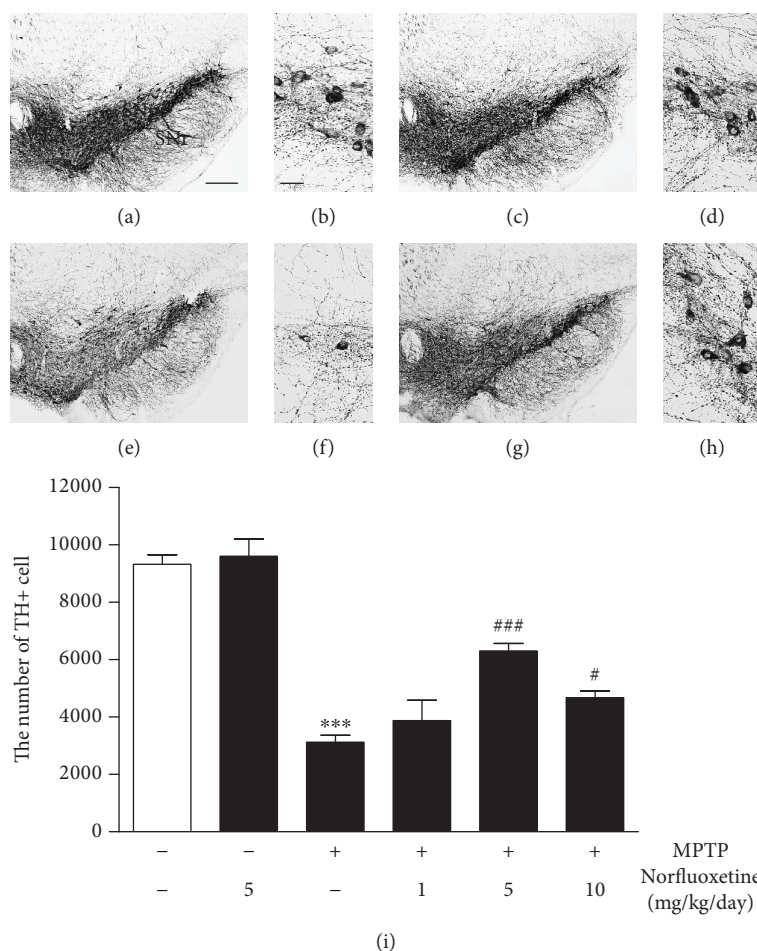 SNr
(a)
(b)
(c)
(d)
(e)
(f)
(g)
(h)
The number of TH+ cell
12000
10000
8000
6000
4000
2000
0
***
###
#
− − + + + + MPTP
− 5 − 1 5 10 Norfluoxetine
(mg/kg/day)
(i)